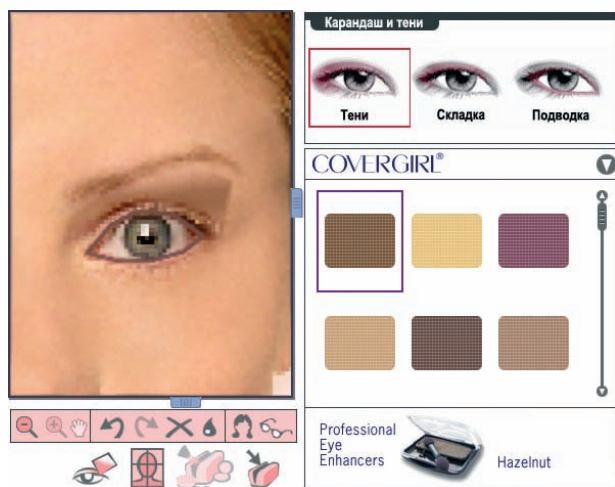 Карандаш и тени
Тени
Складка
Подводка
COVERGIRL®
Professional
Eye
Enhancers
Hazelnut